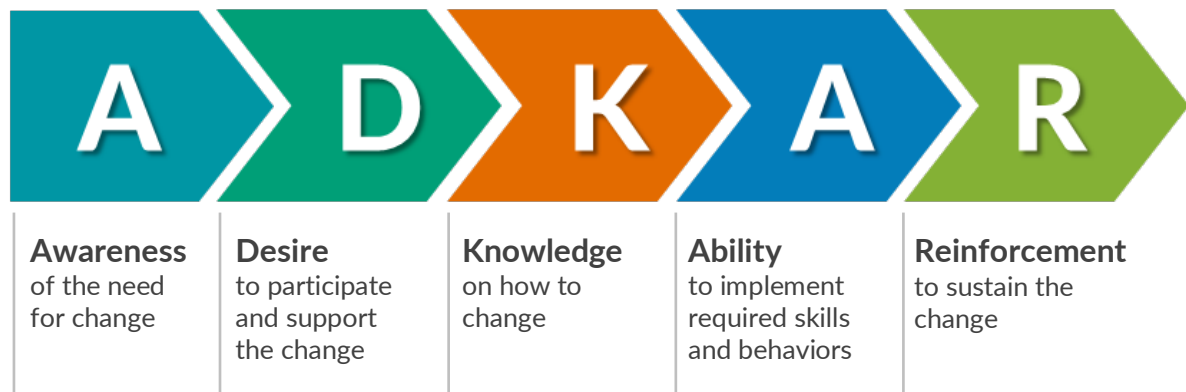 A D K A R
Awareness
of the need
for change
Desire
to participate
and support
the change
Knowledge
on how to
change
Ability
to implement
required skills
and behaviors
Reinforcement
to sustain the
change